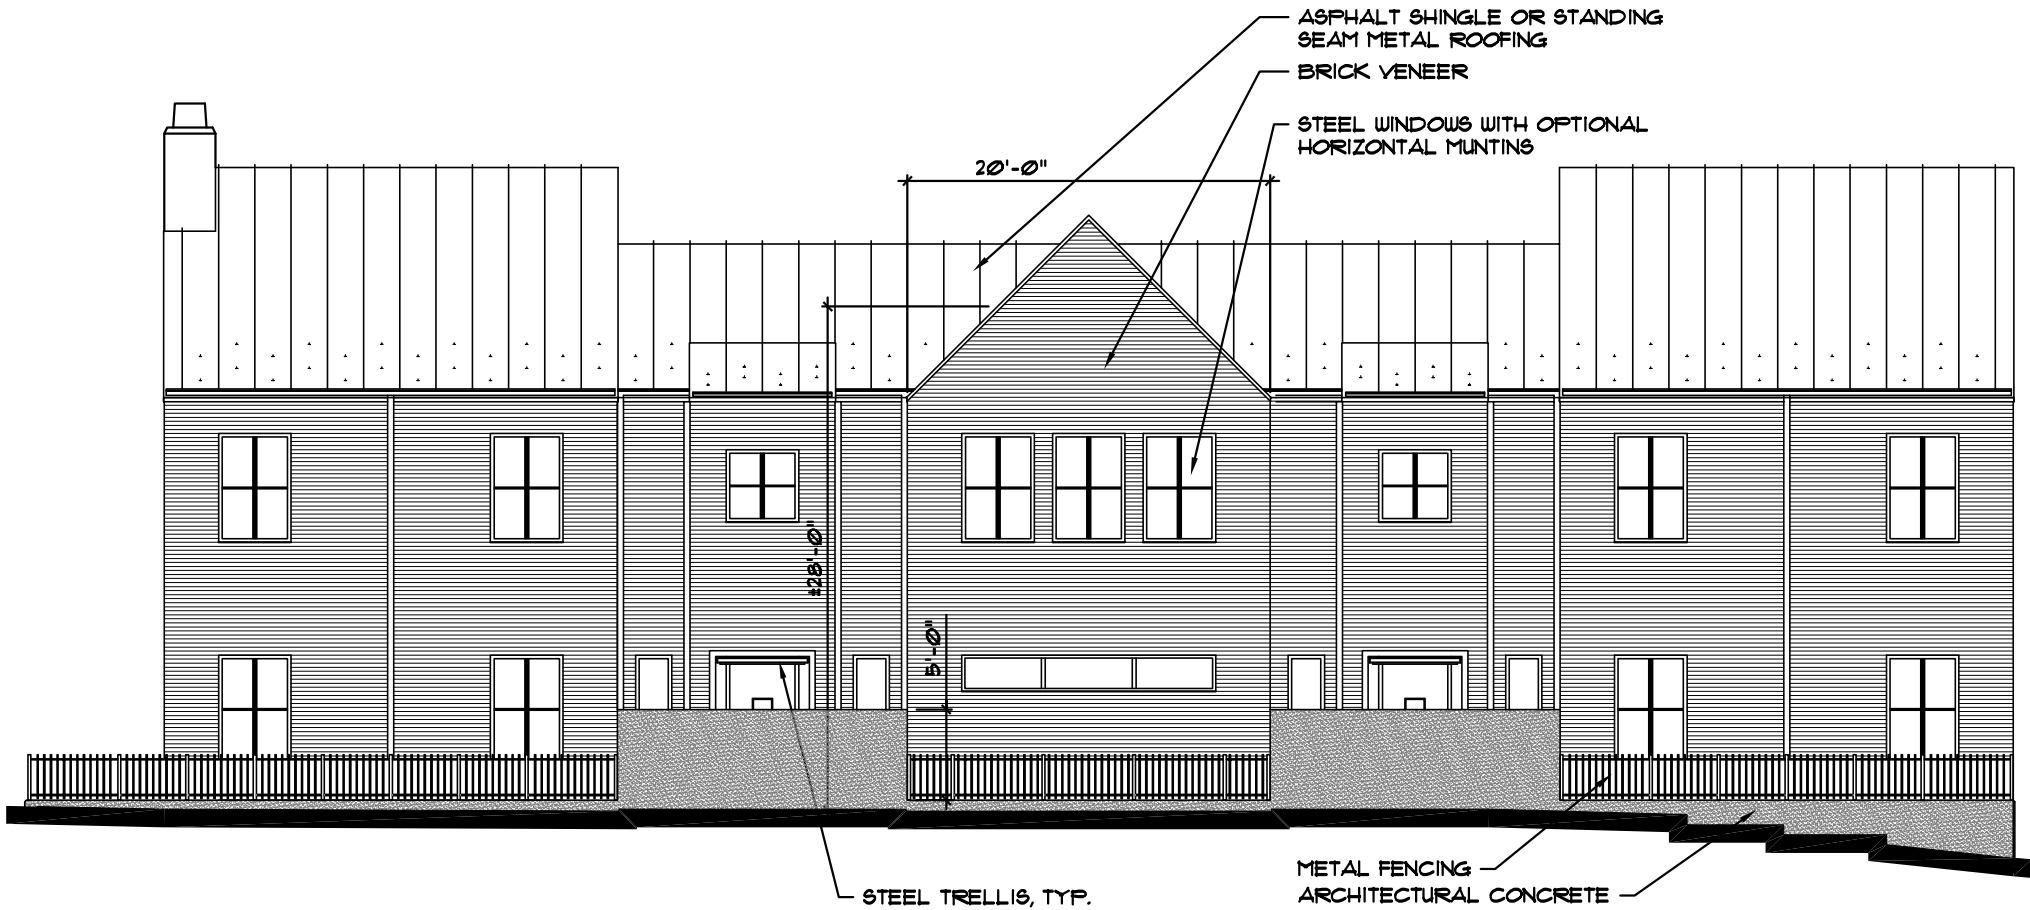 ASPHALT SHINGLE OR STANDING
SEAM METAL ROOFING
BRICK VENEER
STEEL WINDOWS WITH OPTIONAL
HORIZONTAL MUNTINS
20'-0"
±28'-0"
5'-0"
METAL FENCING
ARCHITECTURAL CONCRETE
STEEL TRELLIS, TYP.